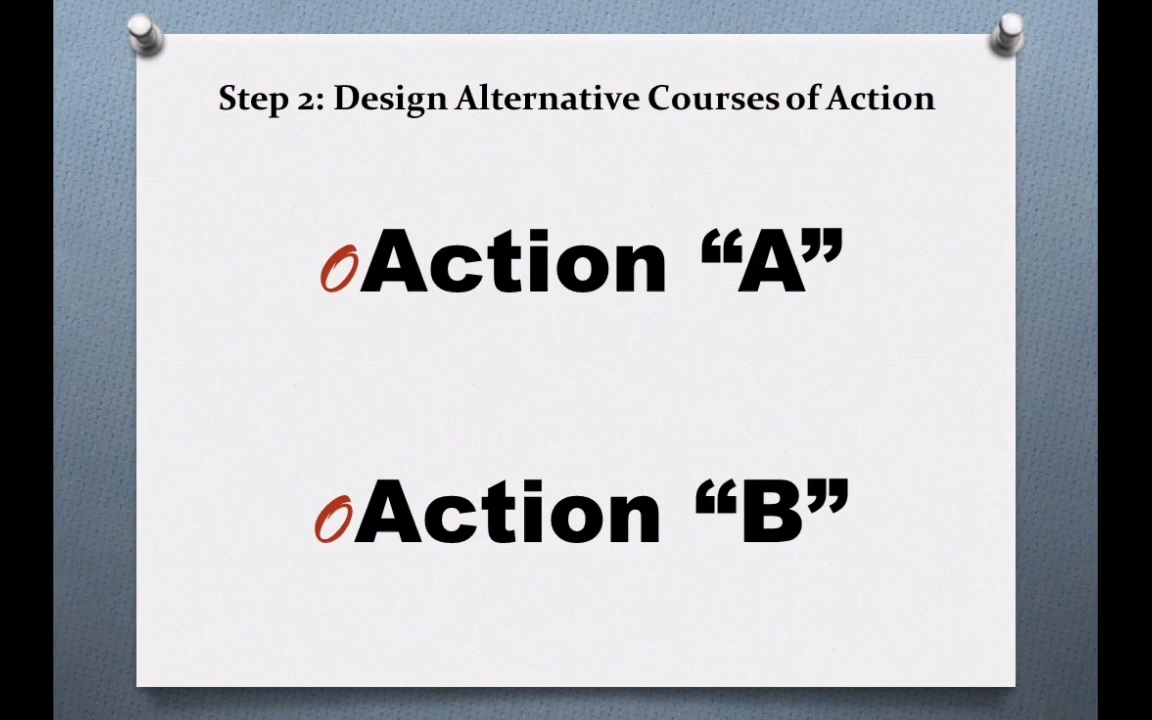 Step 2: Design Alternative Courses of Action
Action “A”
Action “B”